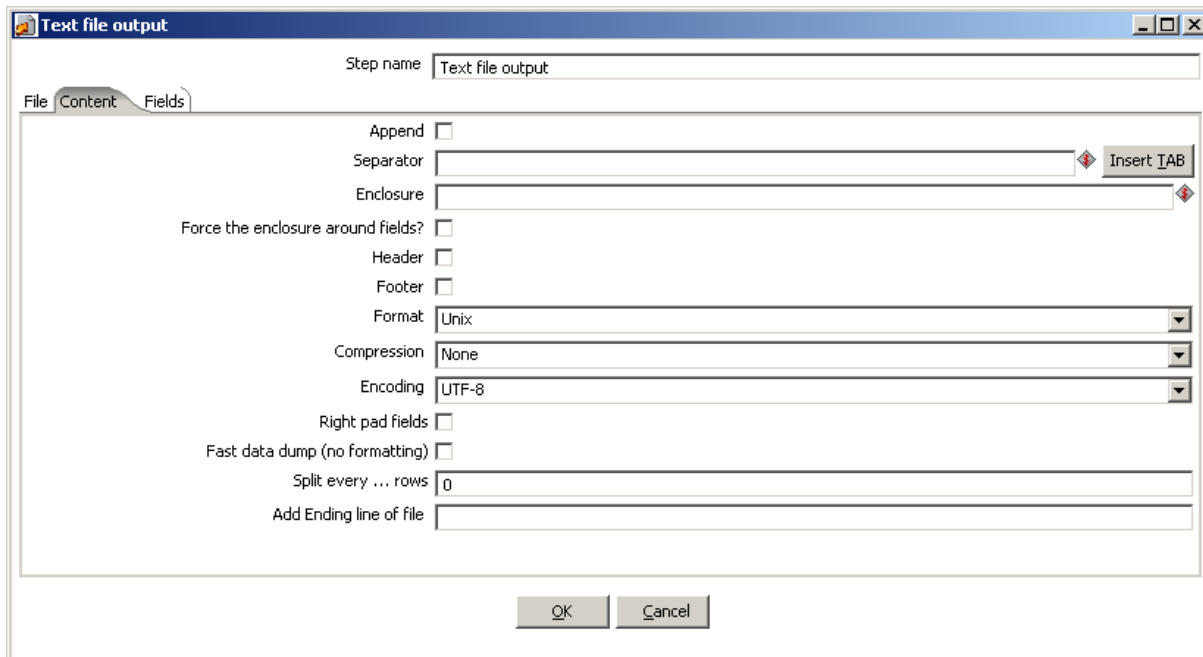 Text file output
Step name Text file output
File Content Fields
Append
Separator Insert TAB
Enclosure
Force the enclosure around fields?
Header
Footer
Format Unix
Compression None
Encoding UTF-8
Right pad fields
Fast data dump (no formatting)
Split every ... rows 0
Add Ending line of file
OK Cancel